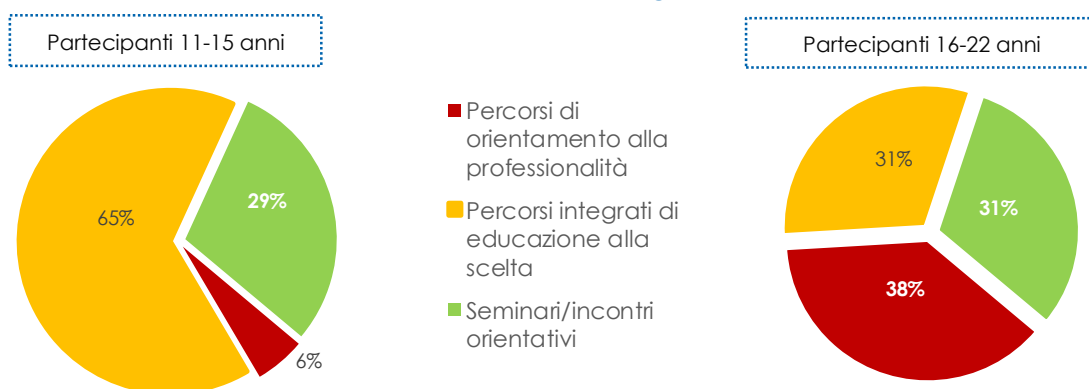 Partecipanti 11-15 anni
Partecipanti 16-22 anni
65%
29%
6%
Percorsi di
orientamento alla
professionalità
Percorsi integrati di
educazione alla
scelta
Seminari/incontri
orientativi
31%
31%
38%